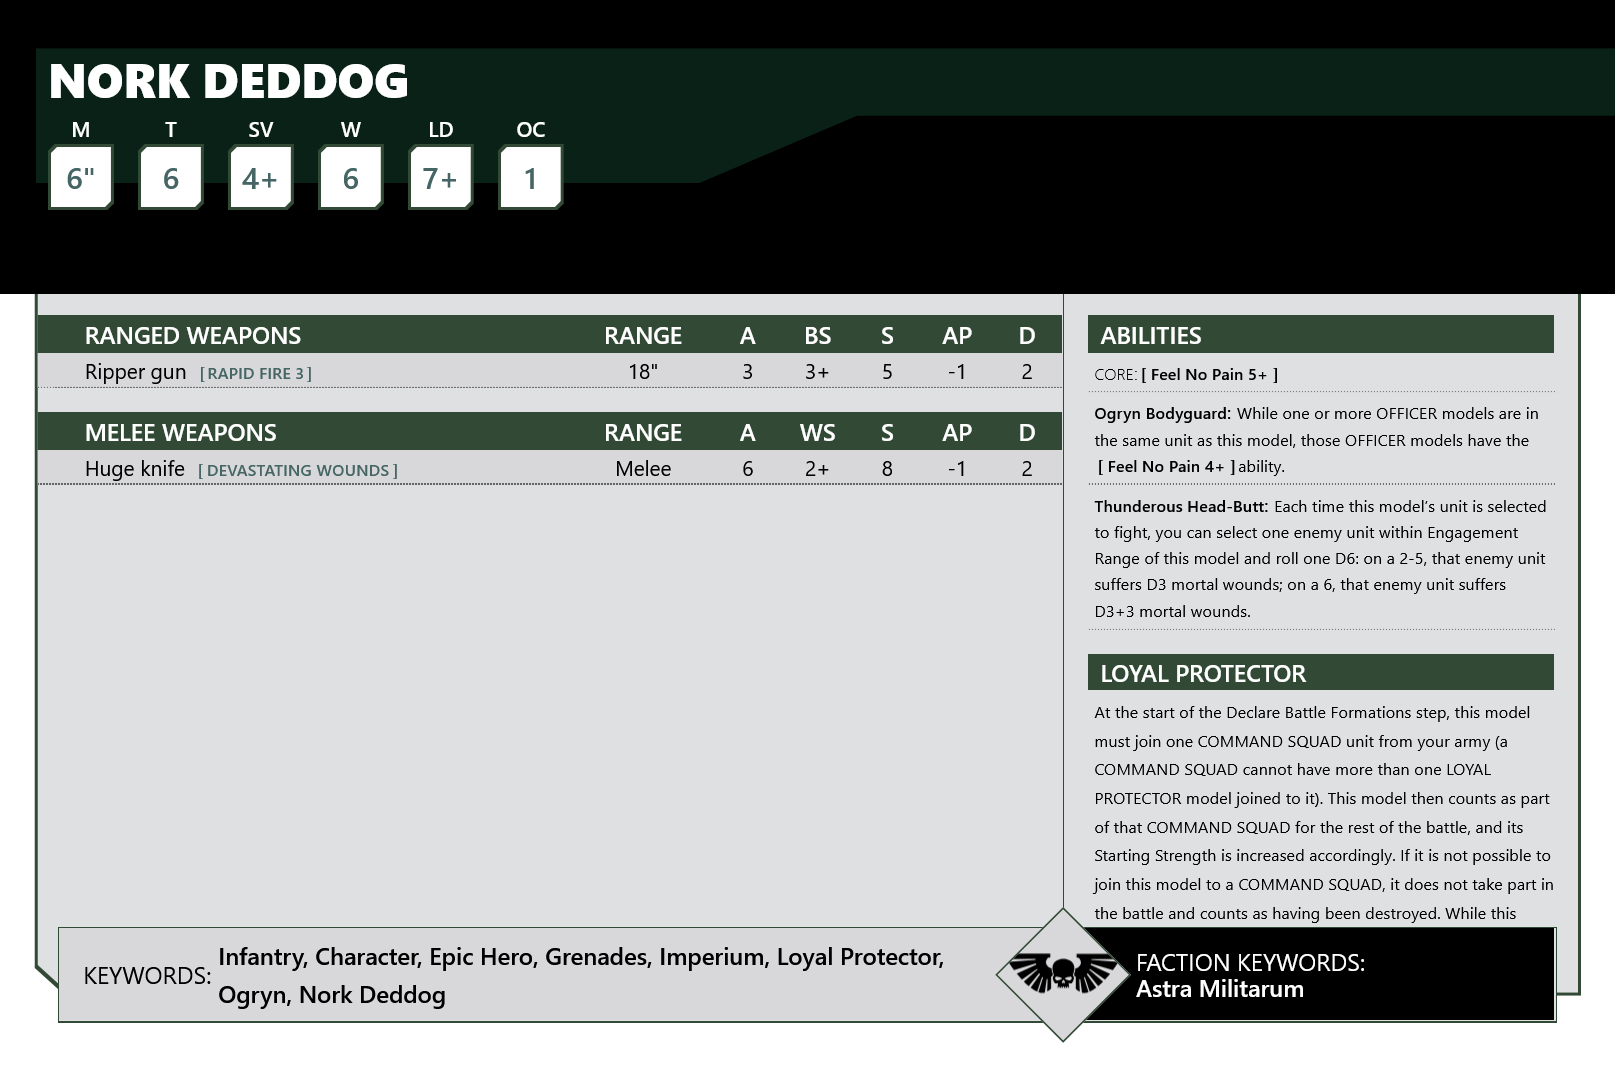 NORK DEDDOG
M T SV W LD OC
6" 6 4+ 6 7+ 1
RANGED WEAPONS RANGE A BS S AP D
Ripper gun [ RAPID FIRE 3 ] 18" 3 3+ 5 -1 2
MELEE WEAPONS RANGE A WS S AP D
Huge knife [ DEVASTATING WOUNDS ] Melee 6 2+ 8 -1 2
ABILITIES
CORE: [ Feel No Pain 5+ ]
Ogryn Bodyguard: While one or more OFFICER models are in
the same unit as this model, those OFFICER models have the
[ Feel No Pain 4+ ] ability.
Thunderous Head-Butt: Each time this model’s unit is selected
to fight, you can select one enemy unit within Engagement
Range of this model and roll one D6: on a 2-5, that enemy unit
suffers D3 mortal wounds; on a 6, that enemy unit suffers
D3+3 mortal wounds.
LOYAL PROTECTOR
At the start of the Declare Battle Formations step, this model
must join one COMMAND SQUAD unit from your army (a
COMMAND SQUAD cannot have more than one LOYAL
PROTECTOR model joined to it). This model then counts as part
of that COMMAND SQUAD for the rest of the battle, and its
Starting Strength is increased accordingly. If it is not possible to
join this model to a COMMAND SQUAD, it does not take part in
the battle and counts as having been destroyed. While this
KEYWORDS: Infantry, Character, Epic Hero, Grenades, Imperium, Loyal Protector,
Ogryn, Nork Deddog
FACTION KEYWORDS:
Astra Militarum